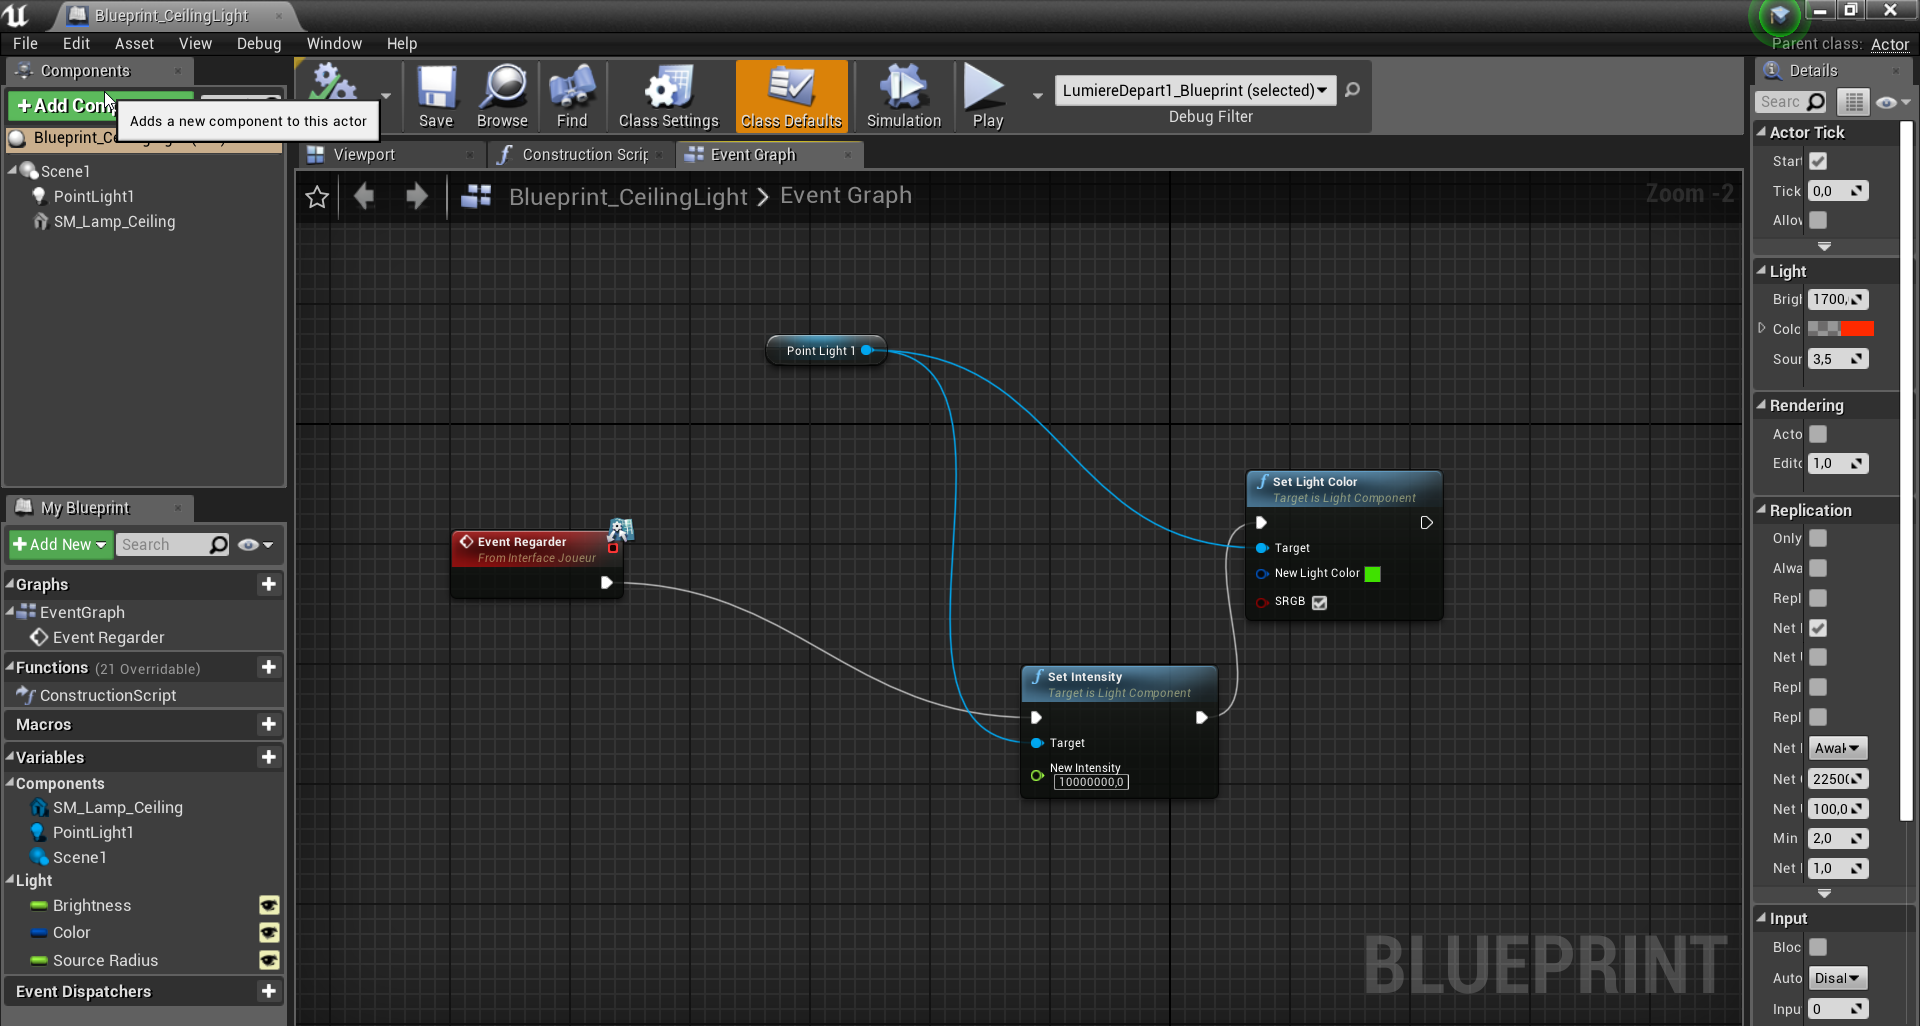 Blueprint_CeilingLight
File Edit Asset View Debug Window Help
Parent class: Actor
Components
Adds a new component to this actor
Scene1
PointLight1
SM_Lamp_Ceiling
Save Browse Find Class Settings Class Defaults Simulation Play
LumiereDepart1_Blueprint (selected)
Debug Filter
Viewport
Construction Scrip
Event Graph
Blueprint_CeilingLight > Event Graph
Zoom -2
Point Light 1
Event Regarder
From Interface Joueur
Set Light Color
Target is Light Component
Target
New Light Color
SRGB
Set Intensity
Target is Light Component
Target
New Intensity
10000000,0
BLUEPRINT
My Blueprint
+Add New
Search
Graphs
EventGraph
Event Regarder
Functions (21 Overridable)
ConstructionScript
Macros
Variables
Components
SM_Lamp_Ceiling
PointLight1
Scene1
Light
Brightness
Color
Source Radius
Event Dispatchers
Details
Searc
Actor Tick
Start
Tick 0,0
Allov
Light
Brigl 1700,
Colo
Sour 3,5
Rendering
Acto
Edito 1,0
Replication
Only
Alwa
Repl
Net
Net
Repl
Repl
Net Awak
Net 22500
Net 100,0
Min 2,0
Net 1,0
Input
Bloc
Auto Disal
Inpu 0